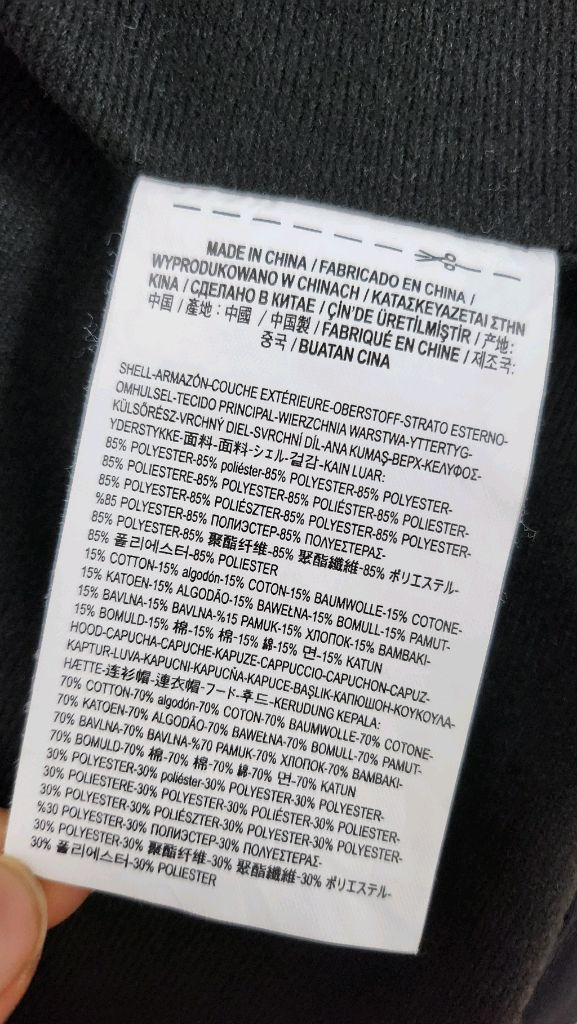 MADE IN CHINA / FABRICADO EN CHINA /
WYPRODUKOWANO W CHINACH / ΚΑΤΑΣΚΕΥΑΖΕΤΑΙ ΣΤΗΝ
ΚΙΝΑ / СДЕЛАНО В КИТАЕ / ÇİN'DE ÜRETİLMİŞTİR / 产地:
中国 / 產地：中國 / 中国製 / FABRIQUÉ EN CHINE / 제조국:
중국 / BUATAN CINA
SHELL-ARMAZÓN-COUCHE EXTÉRIEURE-OBERSTOFF-STRATO ESTERNO-
OMHULSEL-TECIDO PRINCIPAL-WIERZCHNIA WARSTWA-YTTERTYG-
KÜLSŐRÉSZ-VRCHNÝ DIEL-SVRCHNÍ DÍL-ANA KUMAŞ-ВЕРХ-ΚΕΛΥΦΟΣ-
YDERSTYKKE-面料-面料-シェル-겉감-KAIN LUAR:
85% POLYESTER-85% poliéster-85% POLYESTER-85% POLYESTER-
85% POLIESTERE-85% POLYESTER-85% POLIÉSTER-85% POLIESTER-
85% POLYESTER-85% POLIÉSZTER-85% POLYESTER-85% POLYESTER-
%85 POLYESTER-85% ПОЛИЭСТЕР-85% ΠΟΛΥΕΣΤΕΡΑΣ-
85% POLYESTER-85% 聚酯纤维-85% 聚酯纖維-85% ポリエステル-
85% 폴리에스터-85% POLIESTER
15% COTTON-15% algodón-15% COTON-15% BAUMWOLLE-15% COTONE-
15% KATOEN-15% ALGODÃO-15% BAWEŁNA-15% BOMULL-15% PAMUT-
15% BAVLNA-15% BAVLNA-%15 PAMUK-15% ХЛОПОК-15% ΒΑΜΒΑΚΙ-
15% BOMULD-15% 棉-15% 棉-15% 綿-15% 면-15% KATUN
HOOD-CAPUCHA-CAPUCHE-KAPUZE-CAPPUCCIO-CAPUCHON-CAPUZ-
KAPTUR-LUVA-KAPUCNI-KAPUCŇA-KAPUCE-BAŞLIK-КАПЮШОН-ΚΟΥΚΟΥΛΑ-
HÆTTE-连衫帽-連衣帽-フード-후드-KERUDUNG KEPALA:
70% COTTON-70% algodón-70% COTON-70% BAUMWOLLE-70% COTONE-
70% KATOEN-70% ALGODÃO-70% BAWEŁNA-70% BOMULL-70% PAMUT-
70% BAVLNA-70% BAVLNA-%70 PAMUK-70% ХЛОПОК-70% ΒΑΜΒΑΚΙ-
70% BOMULD-70% 棉-70% 棉-70% 綿-70% 면-70% KATUN
30% POLYESTER-30% poliéster-30% POLYESTER-30% POLYESTER-
30% POLIESTERE-30% POLYESTER-30% POLIÉSTER-30% POLIESTER-
30% POLYESTER-30% POLIÉSZTER-30% POLYESTER-30% POLYESTER-
%30 POLYESTER-30% ПОЛИЭСТЕР-30% ΠΟΛΥΕΣΤΕΡΑΣ-
30% POLYESTER-30% 聚酯纤维-30% 聚酯纖維-30% ポリエステル-
30% 폴리에스터-30% POLIESTER